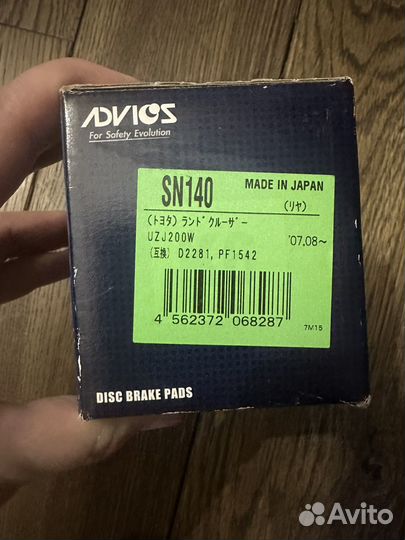 ADVICS
For Safety Evolution
SN140 MADE IN JAPAN
(リヤ)
(トヨタ) ランドクルーザー
UZJ200W '07.08~
(互換) D2281, PF1542
4 562372 068287
7M15
DISC BRAKE PADS
Avito